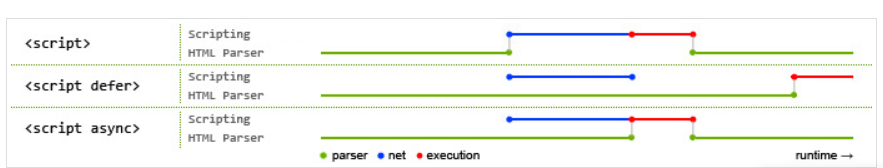 <script>
Scripting
HTML Parser
<script defer>
Scripting
HTML Parser
<script async>
Scripting
HTML Parser
parser net execution runtime →